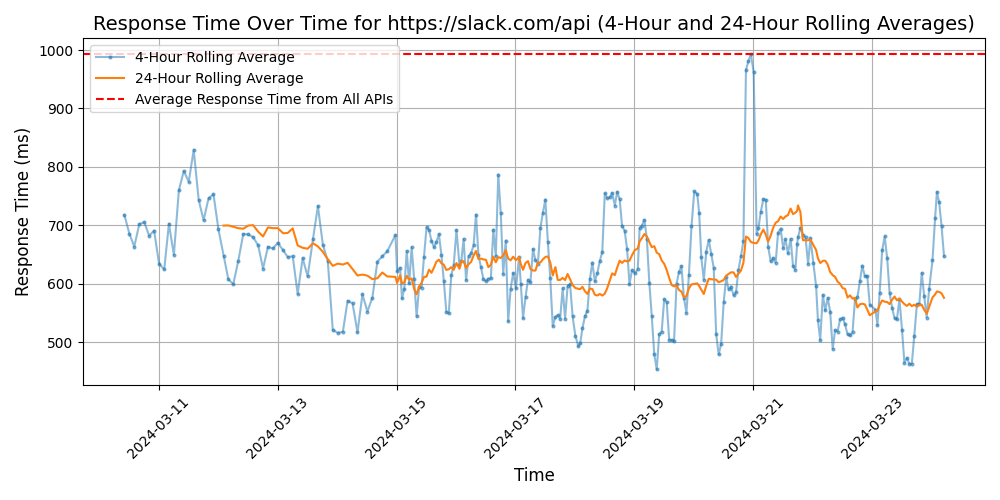 Response Time Over Time for https://slack.com/api (4-Hour and 24-Hour Rolling Averages)
4-Hour Rolling Average
24-Hour Rolling Average
Average Response Time from All APIs
Response Time (ms)
1000
900
800
700
600
500
2024-03-11
2024-03-13
2024-03-15
2024-03-17
2024-03-19
2024-03-21
2024-03-23
Time